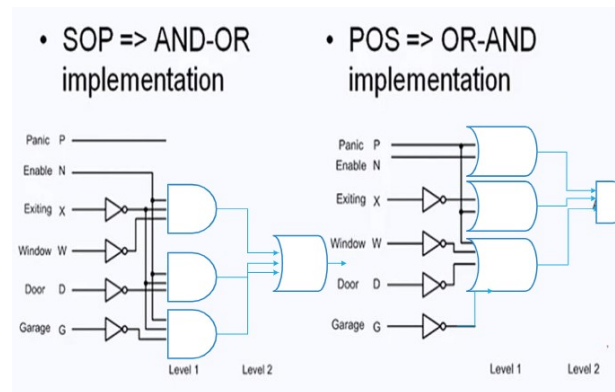 • SOP => AND-OR
implementation
Panic P
Enable N
Exiting X
Window W
Door D
Garage G
Level 1 Level 2
• POS => OR-AND
implementation
Panic P
Enable N
Exiting X
Window W
Door D
Garage G
Level 1 Level 2